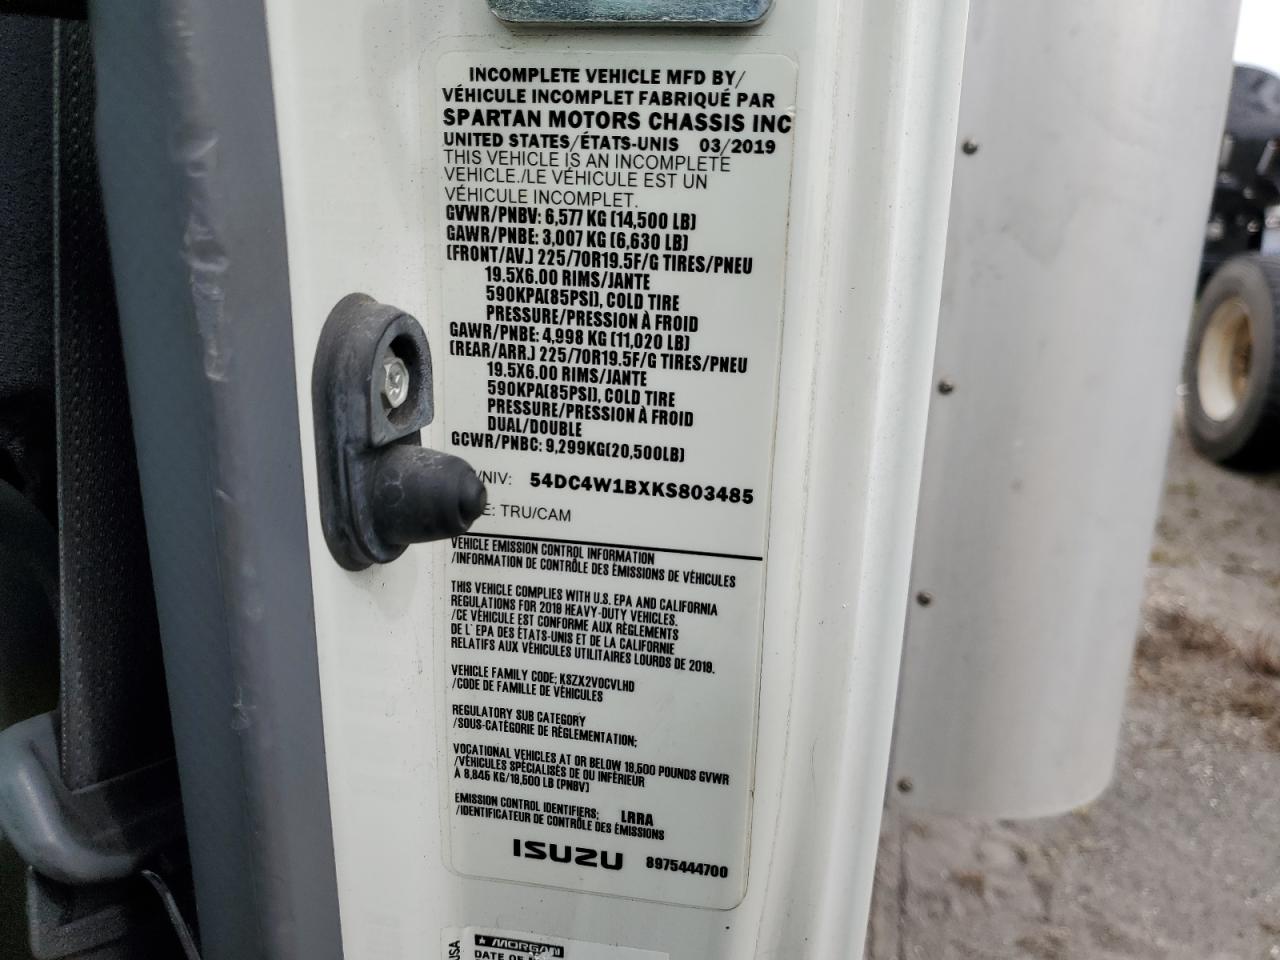 INCOMPLETE VEHICLE MFD BY/
VÉHICULE INCOMPLET FABRIQUÉ PAR
SPARTAN MOTORS CHASSIS INC
UNITED STATES/ÉTATS-UNIS 03/2019
THIS VEHICLE IS AN INCOMPLETE
VEHICLE./LE VÉHICULE EST UN
VÉHICULE INCOMPLET.
GVWR/PNBV: 6,577 KG (14,500 LB)
GAWR/PNBE: 3,007 KG (6,630 LB)
(FRONT/AV.) 225/70R19.5F/G TIRES/PNEU
19.5X6.00 RIMS/JANTE
590KPA(85PSI), COLD TIRE
PRESSURE/PRESSION À FROID
GAWR/PNBE: 4,998 KG (11,020 LB)
(REAR/ARR.) 225/70R19.5F/G TIRES/PNEU
19.5X6.00 RIMS/JANTE
590KPA(85PSI), COLD TIRE
PRESSURE/PRESSION À FROID
DUAL/DOUBLE
GCWR/PNBC: 9,299KG(20,500LB)
/NIV: 54DC4W1BXKS803485
E: TRU/CAM
VEHICLE EMISSION CONTROL INFORMATION
/INFORMATION DE CONTRÔLE DES ÉMISSIONS DE VÉHICULES
THIS VEHICLE COMPLIES WITH U.S. EPA AND CALIFORNIA
REGULATIONS FOR 2019 HEAVY-DUTY VEHICLES.
/CE VÉHICULE EST CONFORME AUX RÈGLEMENTS
DE L'EPA DES ÉTATS-UNIS ET DE LA CALIFORNIE
RELATIFS AUX VÉHICULES UTILITAIRES LOURDS DE 2019.
VEHICLE FAMILY CODE; KSZX2VOCVLHD
/CODE DE FAMILLE DE VÉHICULES
REGULATORY SUB CATEGORY
/SOUS-CATÉGORIE DE RÈGLEMENTATION;
VOCATIONAL VEHICLES AT OR BELOW 19,500 POUNDS GVWR
/VÉHICULES SPÉCIALISÉS DE OU INFÉRIEUR
À 8,845 KG/19,500 LB (PNBV)
EMISSION CONTROL IDENTIFIERS; LRRA
/IDENTIFICATEUR DE CONTRÔLE DES ÉMISSIONS
ISUZU 8975444700
USA
MORGAN
DATE OF